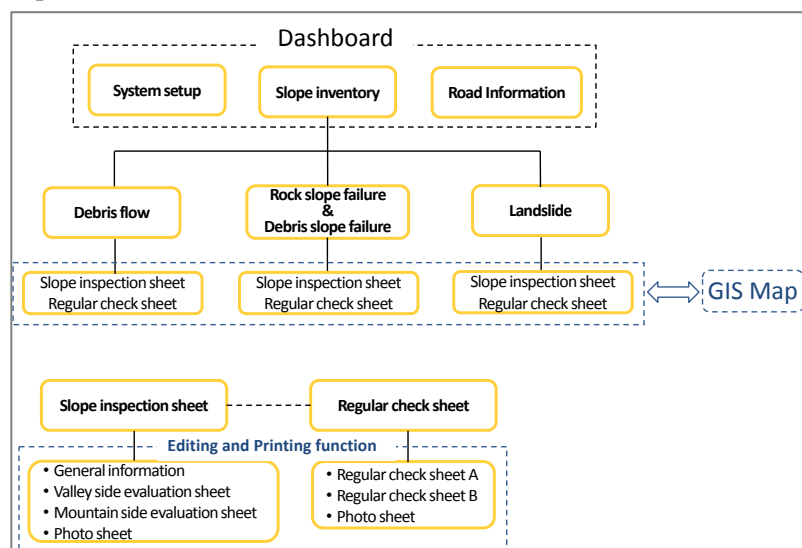 Dashboard
System setup
Slope inventory
Road Information
Debris flow
Rock slope failure
&
Debris slope failure
Landslide
Slope inspection sheet
Regular check sheet
Slope inspection sheet
Regular check sheet
Slope inspection sheet
Regular check sheet
GIS Map
Slope inspection sheet
Regular check sheet
Editing and Printing function
• General information
• Valley side evaluation sheet
• Mountain side evaluation sheet
• Photo sheet
• Regular check sheet A
• Regular check sheet B
• Photo sheet